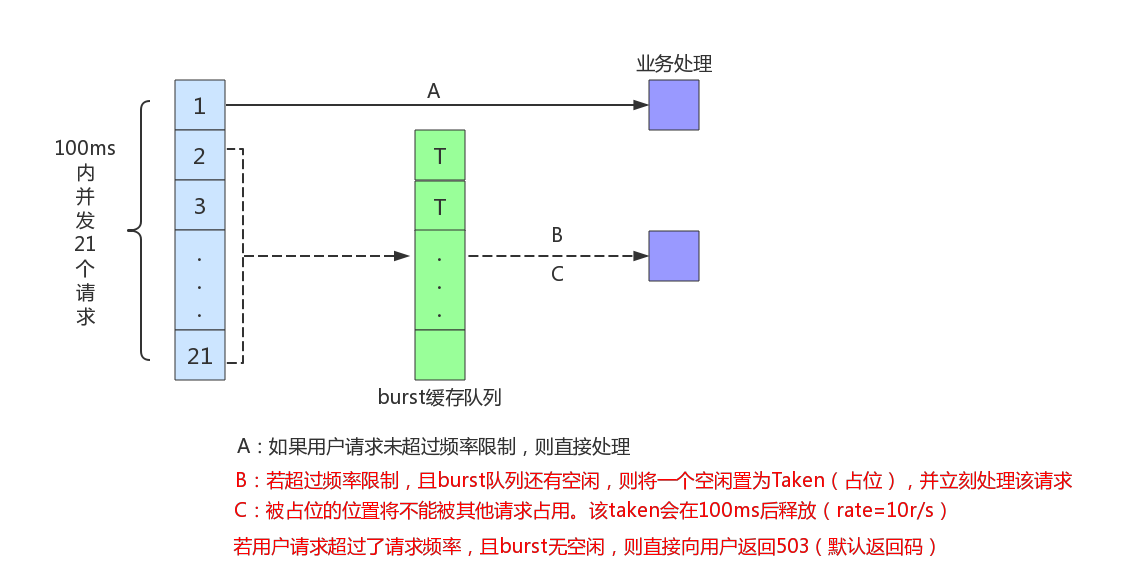 业务处理
A
1
2
3
.
.
.
21
100ms
内
并
发
21
个
请
求
T
T
.
.
.
B
C
burst缓存队列
A：如果用户请求未超过频率限制，则直接处理
B：若超过频率限制，且burst队列还有空闲，则将一个空闲置为Taken（占位），并立刻处理该请求
C：被占位的位置将不能被其他请求占用。该taken会在100ms后释放（rate=10r/s）
若用户请求超过了请求频率，且burst无空闲，则直接向用户返回503（默认返回码）